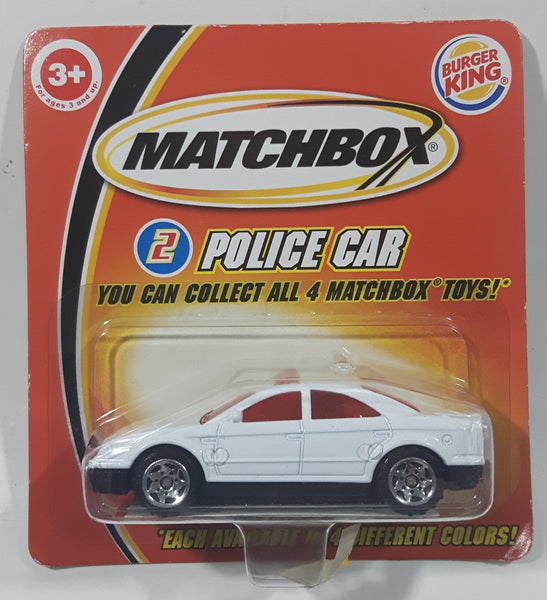 3+
For ages 3 and up.
BURGER
KING®
MATCHBOX®
2 POLICE CAR
YOU CAN COLLECT ALL 4 MATCHBOX® TOYS!*
*EACH AVAILABLE IN 4 DIFFERENT COLORS!